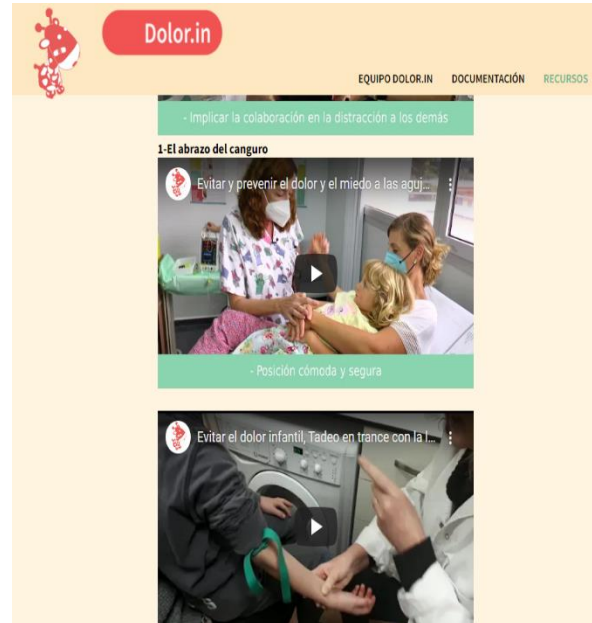 Dolor.in
EQUIPO DOLOR.IN DOCUMENTACIÓN RECURSOS
- Implicar la colaboración en la distracción a los demás
1-El abrazo del canguro
Evitar y prevenir el dolor y el miedo a las aguj...
- Posición cómoda y segura
Evitar el dolor infantil, Tadeo en trance con la l...